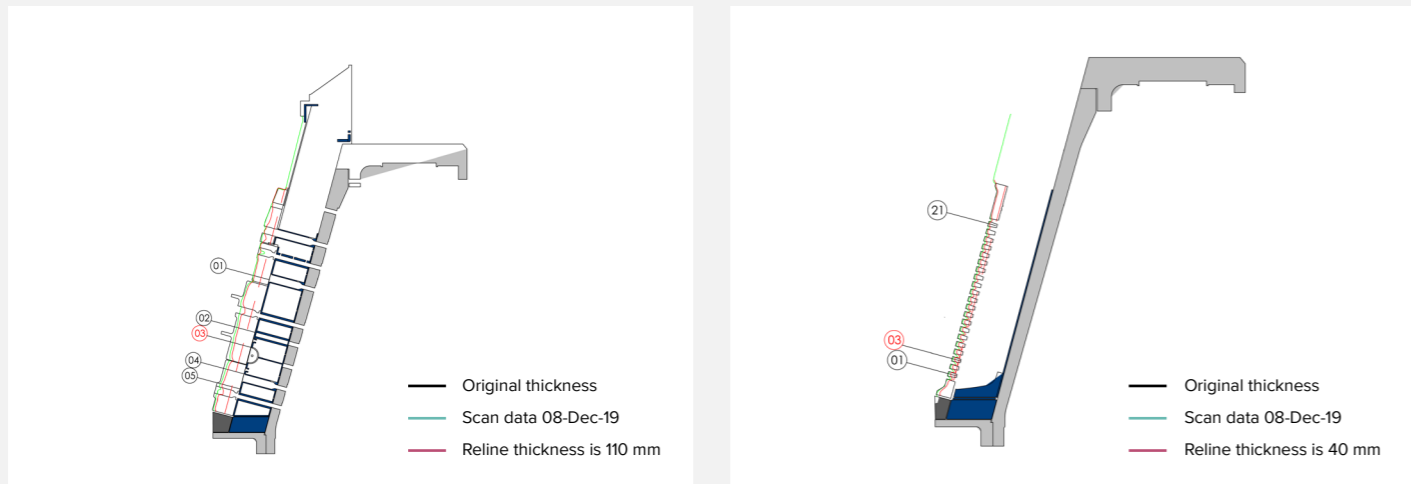 01
02
03
04
05
Original thickness
Scan data 08-Dec-19
Reline thickness is 110 mm
21
03
01
Original thickness
Scan data 08-Dec-19
Reline thickness is 40 mm